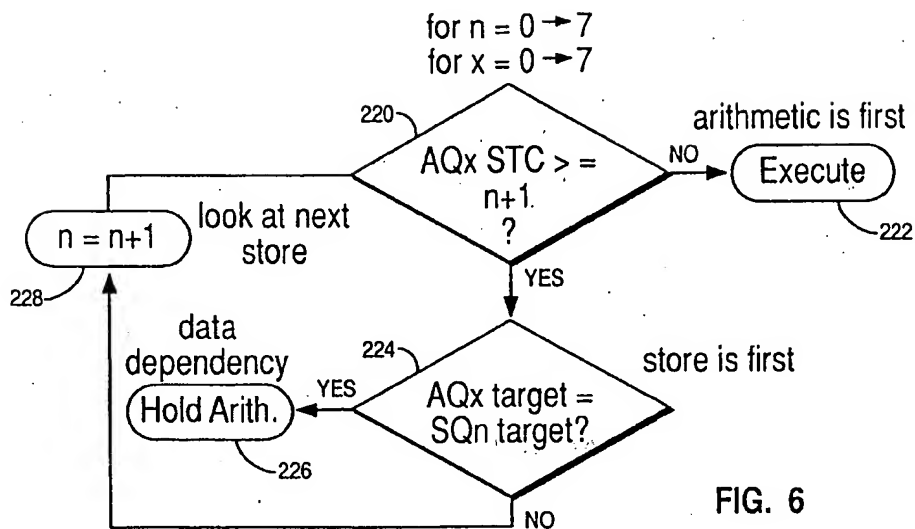 for n = 0 → 7
for x = 0 → 7
220
AQx STC > =
n+1.
?
NO
arithmetic is first
Execute
222
look at next
store
n = n+1
228
YES
data
dependency
224
store is first
YES
Hold Arith.
226
AQx target =
SQn target?
NO
FIG. 6